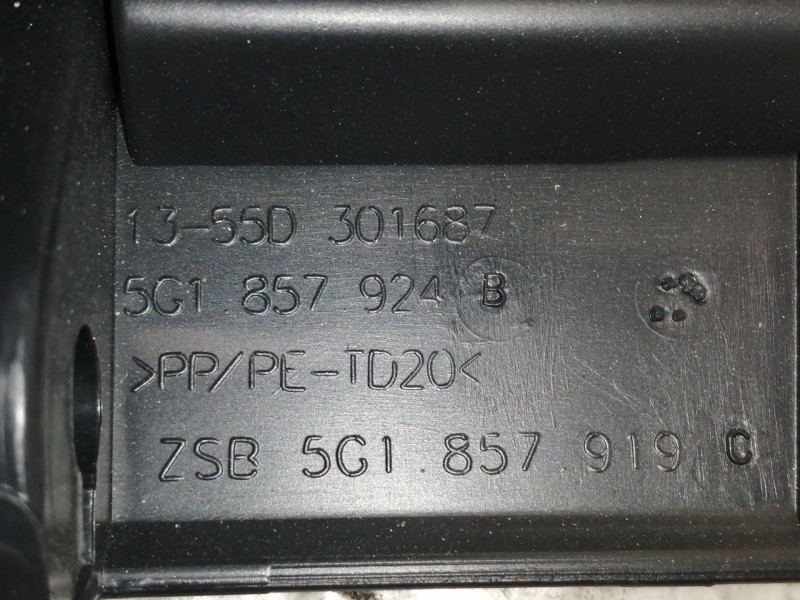 13-55D 301687
5G1 857 924 B
>PP/PE-TD20<
ZSB 5G1 857 919 C